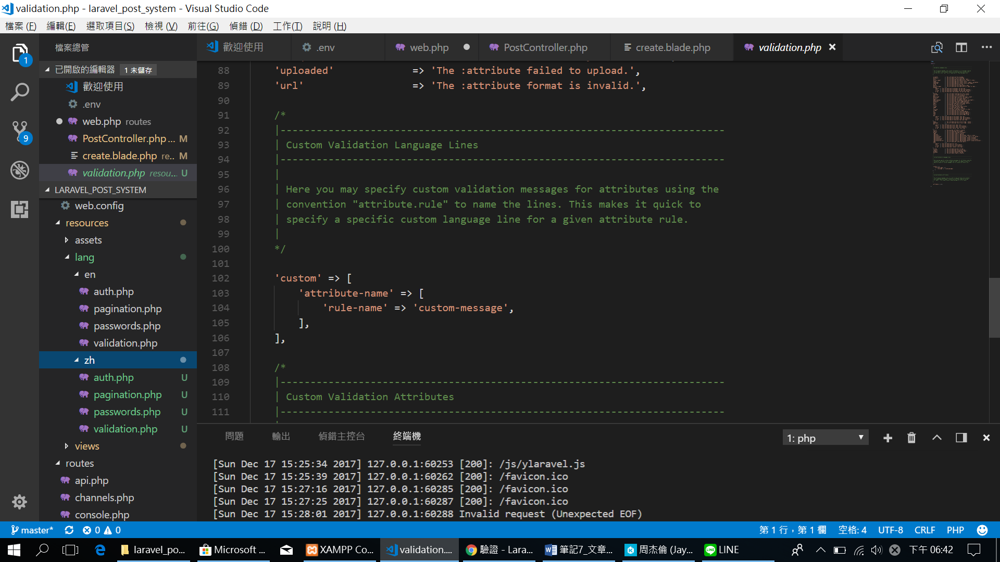 validation.php - laravel_post_system - Visual Studio Code
檔案 (F) 編輯(E) 選取項目(S) 檢視 (V) 前往(G) 偵錯 (D) 工作(T) 說明 (H)
檔案總管
歡迎使用 .env web.php PostController.php create.blade.php validation.php
1
已開啟的編輯器 1 未儲存
歡迎使用
.env
web.php routes
9
PostController.php ... M
create.blade.php re.. M
validation.php resou... U
LARAVEL_POST_SYSTEM
web.config
resources
assets
lang
en
auth.php
pagination.php
passwords.php
validation.php
zh
auth.php U
pagination.php U
passwords.php U
validation.php U
views
routes
api.php
channels.php
console.php
88 'uploaded' => 'The :attribute failed to upload.',
89 'url' => 'The :attribute format is invalid.',
90
91 /*
92 |--------------------------------------------------------------------------
93 | Custom Validation Language Lines
94 |--------------------------------------------------------------------------
95 |
96 | Here you may specify custom validation messages for attributes using the
97 | convention "attribute.rule" to name the lines. This makes it quick to
98 | specify a specific custom language line for a given attribute rule.
99 |
100 */
101
102 'custom' => [
103 'attribute-name' => [
104 'rule-name' => 'custom-message',
105 ],
106 ],
107
108 /*
109 |--------------------------------------------------------------------------
110 | Custom Validation Attributes
111 |--------------------------------------------------------------------------
問題 輸出 偵錯主控台 終端機 1: php
[Sun Dec 17 15:25:34 2017] 127.0.0.1:60253 [200]: /js/ylaravel.js
[Sun Dec 17 15:25:39 2017] 127.0.0.1:60262 [200]: /favicon.ico
[Sun Dec 17 15:27:16 2017] 127.0.0.1:60285 [200]: /favicon.ico
[Sun Dec 17 15:27:25 2017] 127.0.0.1:60287 [200]: /favicon.ico
[Sun Dec 17 15:28:01 2017] 127.0.0.1:60288 Invalid request (Unexpected EOF)
master* 0 0 第 1 行，第 1 欄 空格: 4 UTF-8 CRLF PHP
laravel_po... Microsoft ... XAMPP Co... validation.... 驗證 - Lara... 筆記7_文章... 周杰倫 (Jay... LINE 下午 06:42